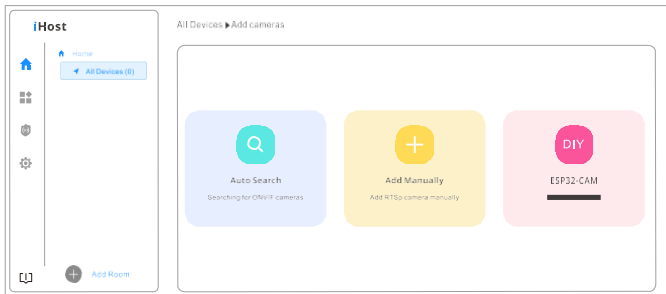 iHost
Home
All Devices (0)
Add Room
All Devices ▶ Add cameras
Auto Search
Searching for ONVIF cameras
Add Manually
Add RTSp camera manually
DIY
ESP32-CAM